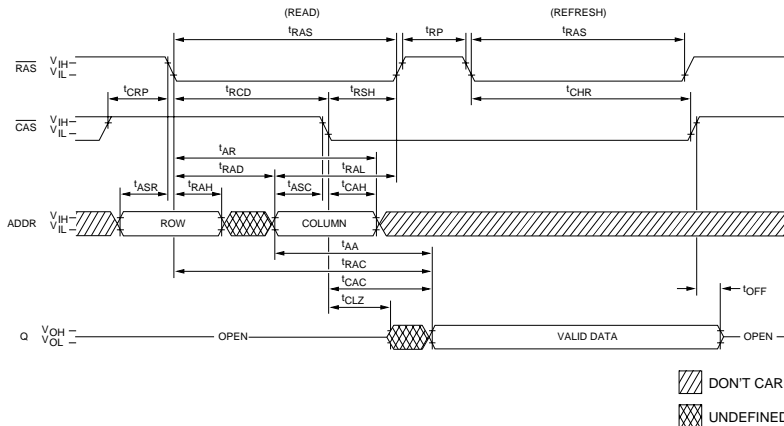 (READ) (REFRESH)
tRAS tRP tRAS
RAS VIH
VIL
tCRP tRCD tRSH tCHR
CAS VIH
VIL
tAR
tRAD tRAL
tASR tRAH tASC tCAH
ADDR VIH
VIL
ROW COLUMN
tAA
tRAC
tCAC
tCLZ tOFF
Q VOH
VOL
OPEN VALID DATA OPEN
DON'T CAR
UNDEFINED